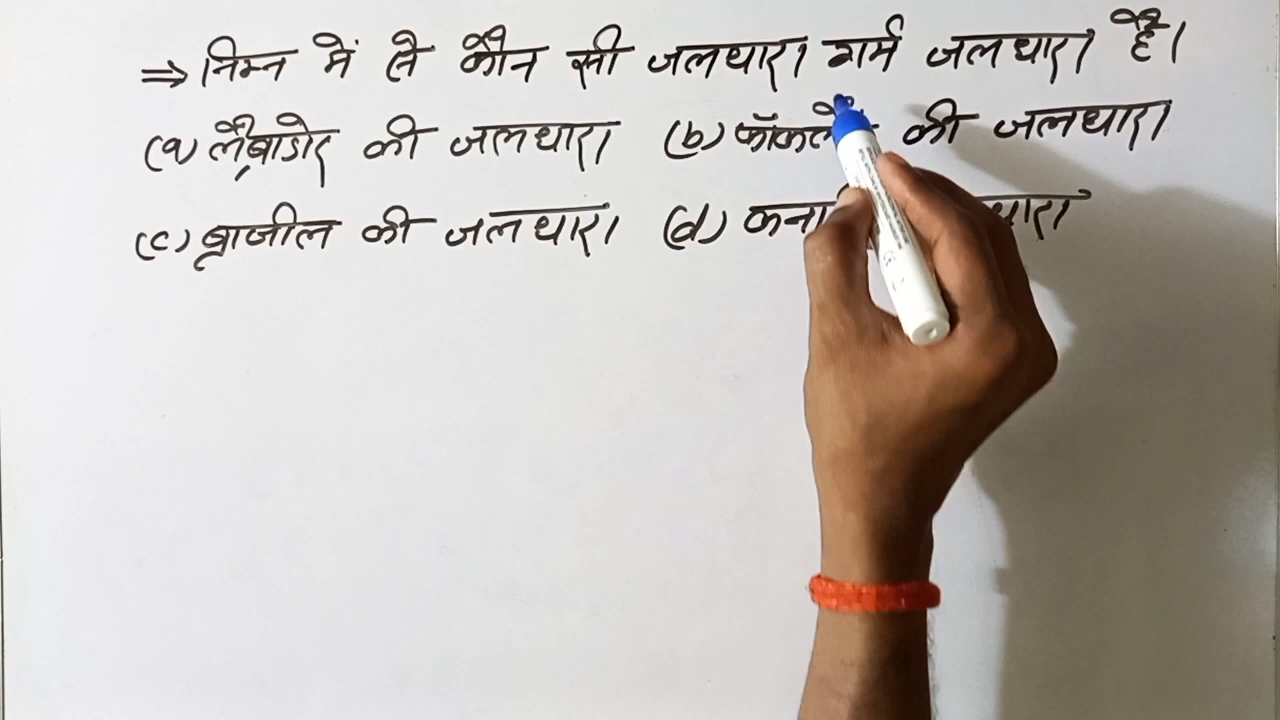 ⇒ निम्न में से कौन सी जलधारा गर्म जलधारा है।
(a) लैब्राडोर की जलधारा (b) की जलधारा
(c) ब्राजील की जलधारा (d)